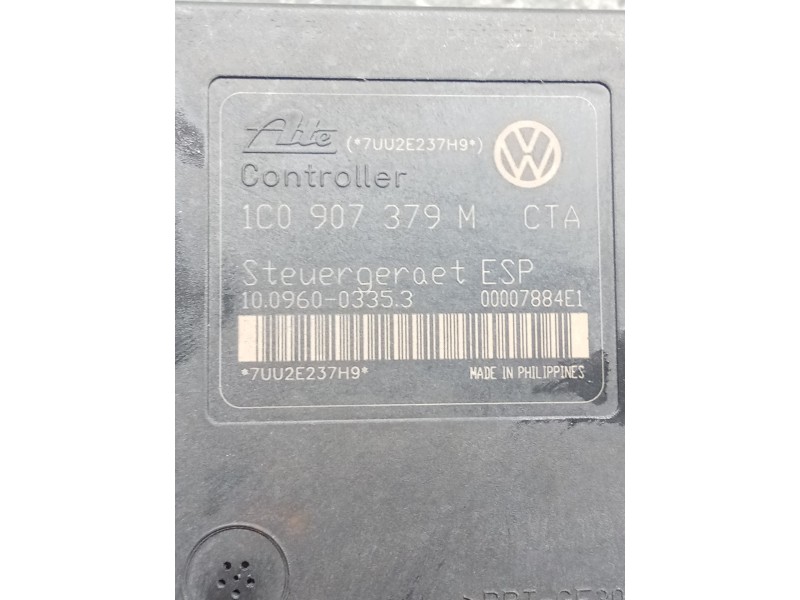 Ate (*7UU2E237H9*)
Controller
1C0 907 379 M CTA
Steuergeraet ESP
10.0960-0335.3 00007884E1
*7UU2E237H9* MADE IN PHILIPPINES